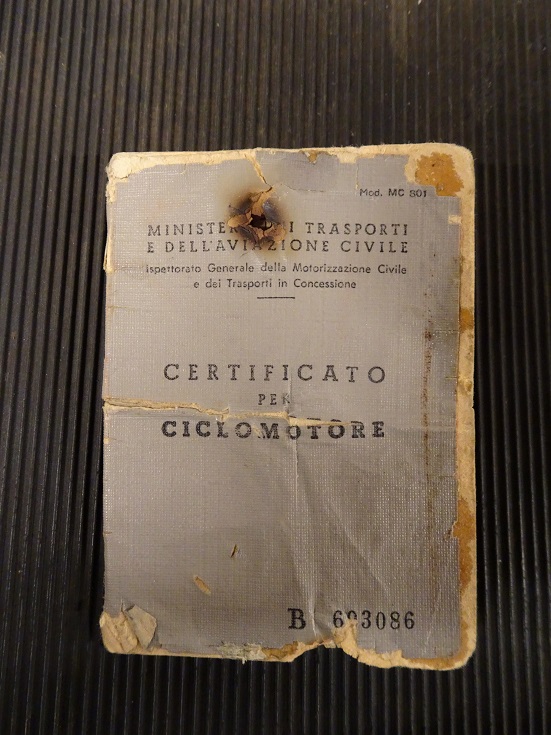 Mod. MC 801
MINISTER I TRASPORTI
E DELL'AVIAZIONE CIVILE
Ispettorato Generale della Motorizzazione Civile
e dei Trasporti in Concessione
CERTIFICATO
PER
CICLOMOTORE
B 693086